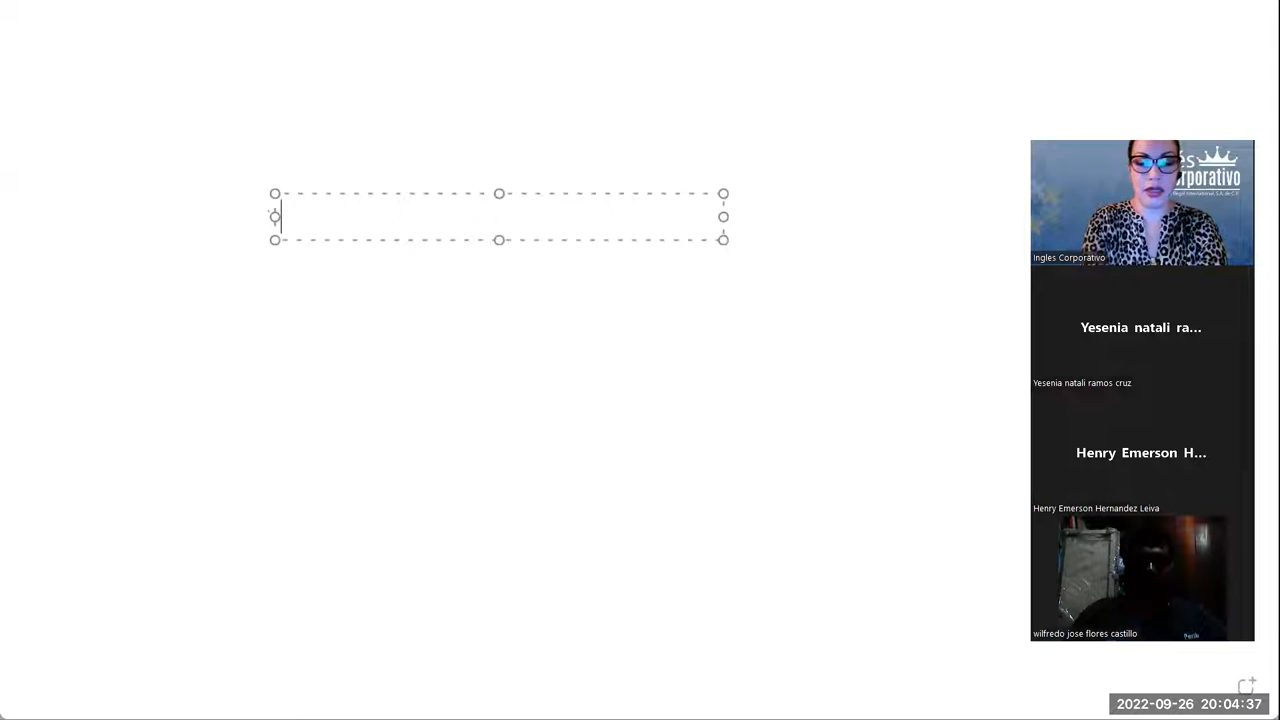 és
rporativo
Ingles Corporativo
Yesenia natali ra...
Yesenia natali ramos cruz
Henry Emerson H...
Henry Emerson Hernandez Leiva
wilfredo jose flores castillo
2022-09-26 20:04:37